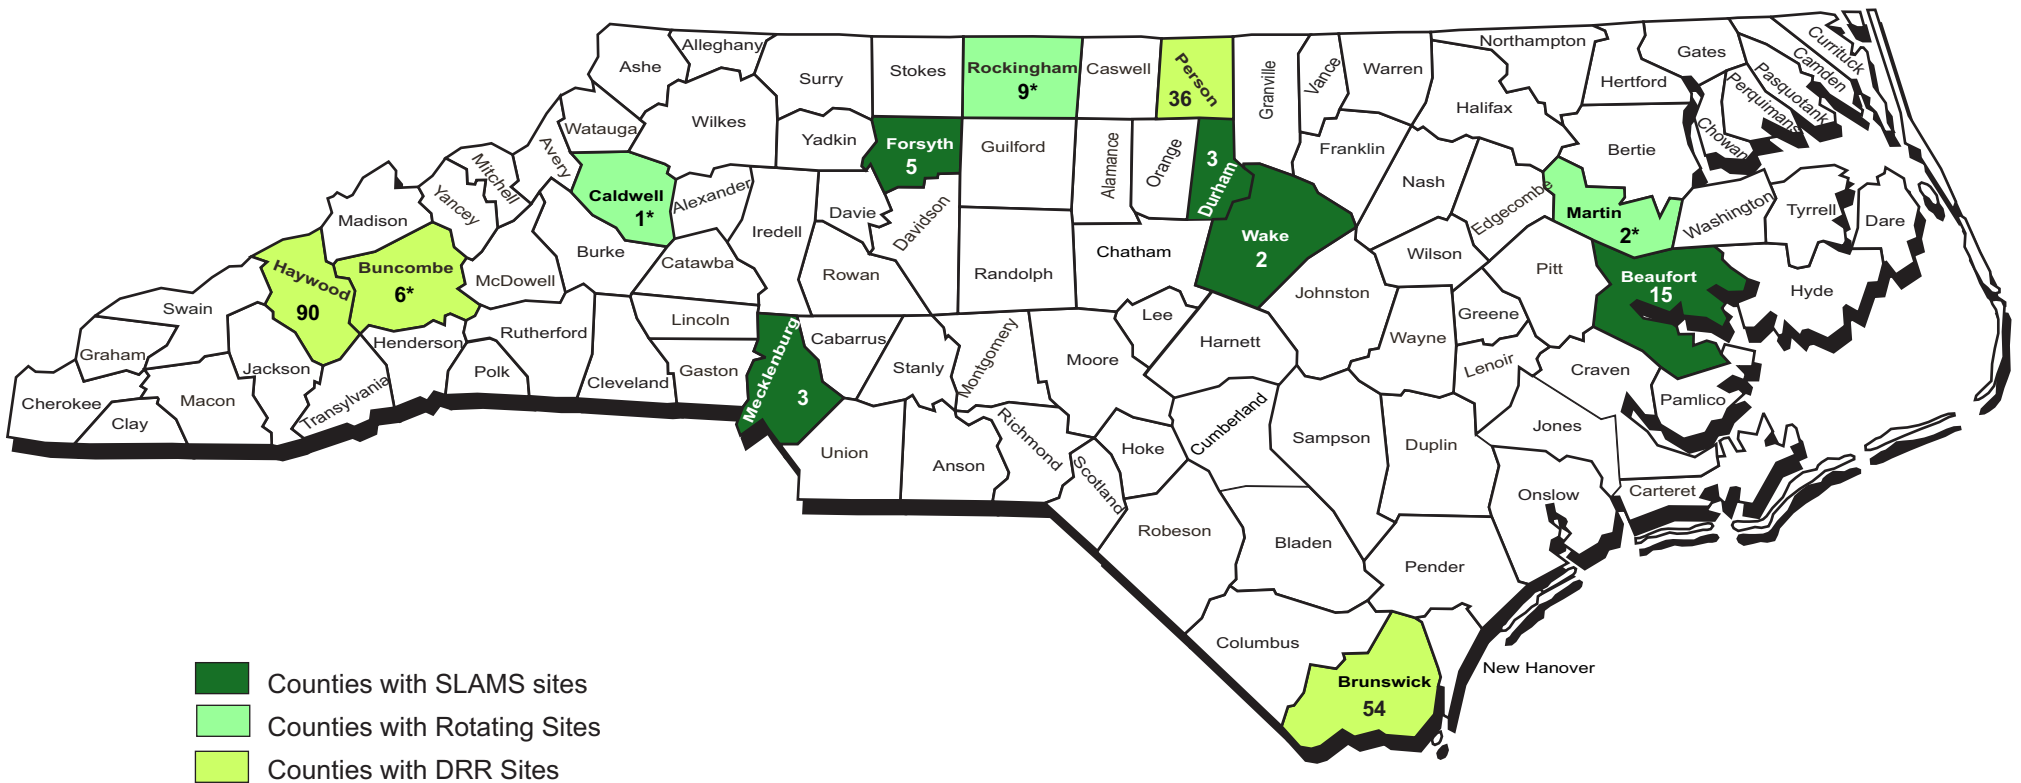 Ashe
Alleghany
Surry
Stokes
Rockingham
9*
Caswell
Person
36
Granville
Vance
Warren
Northampton
Halifax
Hertford
Gates
Currituck
Camden
Pasquotank
Perquimans
Chowan
Bertie
Watauga
Wilkes
Yadkin
Forsyth
5
Guilford
Alamance
Orange
3
Durham
Franklin
Nash
Edgecombe
Martin
2*
Washington
Tyrrell
Dare
Avery
Mitchell
Yancey
Madison
Caldwell
1*
Alexander
Iredell
Davie
Davidson
Randolph
Chatham
Wake
2
Johnston
Wilson
Pitt
Beaufort
15
Hyde
Haywood
90
Buncombe
6*
McDowell
Burke
Catawba
Rowan
Swain
Graham
Cherokee
Clay
Macon
Jackson
Transylvania
Henderson
Polk
Rutherford
Cleveland
Lincoln
Gaston
Mecklenburg
3
Cabarrus
Stanly
Montgomery
Moore
Lee
Harnett
Wayne
Greene
Lenoir
Craven
Pamlico
Union
Anson
Richmond
Scotland
Hoke
Cumberland
Sampson
Duplin
Jones
Onslow
Carteret
Robeson
Bladen
Pender
Columbus
Brunswick
54
New Hanover
Counties with SLAMS sites
Counties with Rotating Sites
Counties with DRR Sites